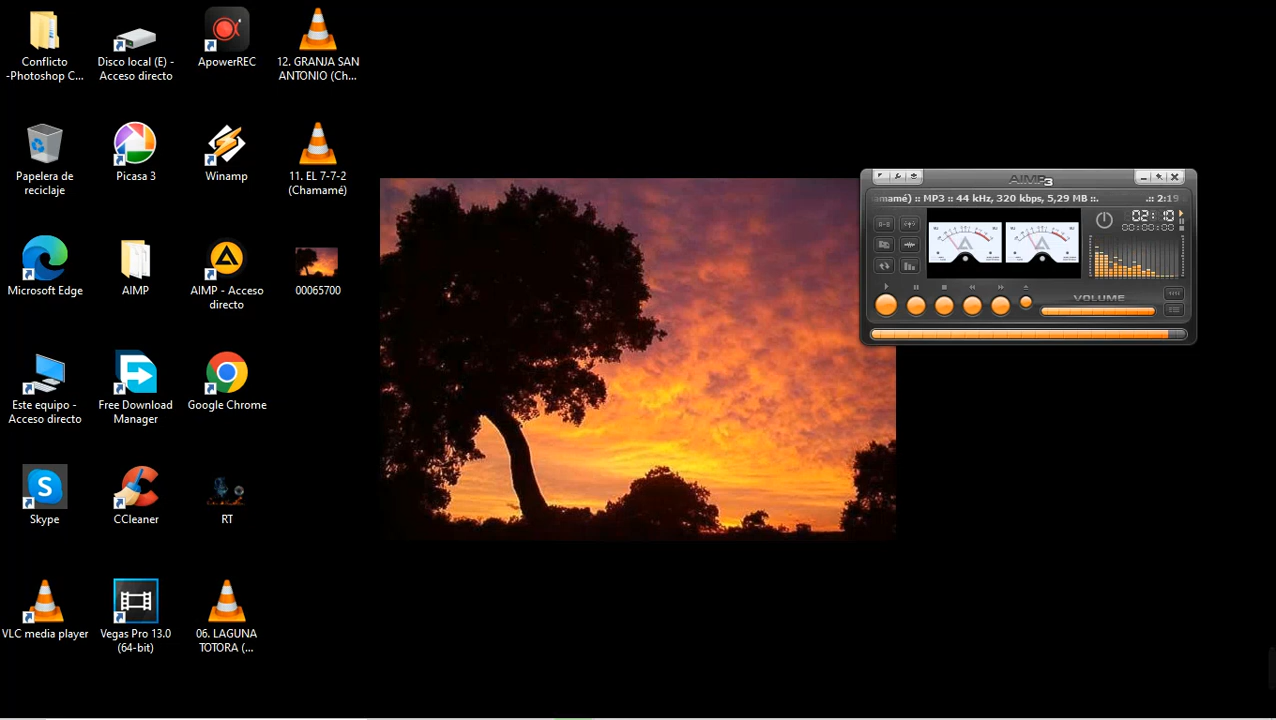 Conflicto
-Photoshop C...
Disco local (E) -
Acceso directo
ApowerREC
12. GRANJA SAN
ANTONIO (Ch...
Papelera de
reciclaje
Picasa 3
Winamp
11. EL 7-7-2
(Chamamé)
Microsoft Edge
AIMP
AIMP - Acceso
directo
00065700
Este equipo -
Acceso directo
Free Download
Manager
Google Chrome
Skype
CCleaner
RT
VLC media player
Vegas Pro 13.0
(64-bit)
06. LAGUNA
TOTORA (...
AIMP3
amamé) :: MP3 :: 44 kHz, 320 kbps, 5,29 MB ::.
.:: 2:19
02:10
00:00:00
VOLUME